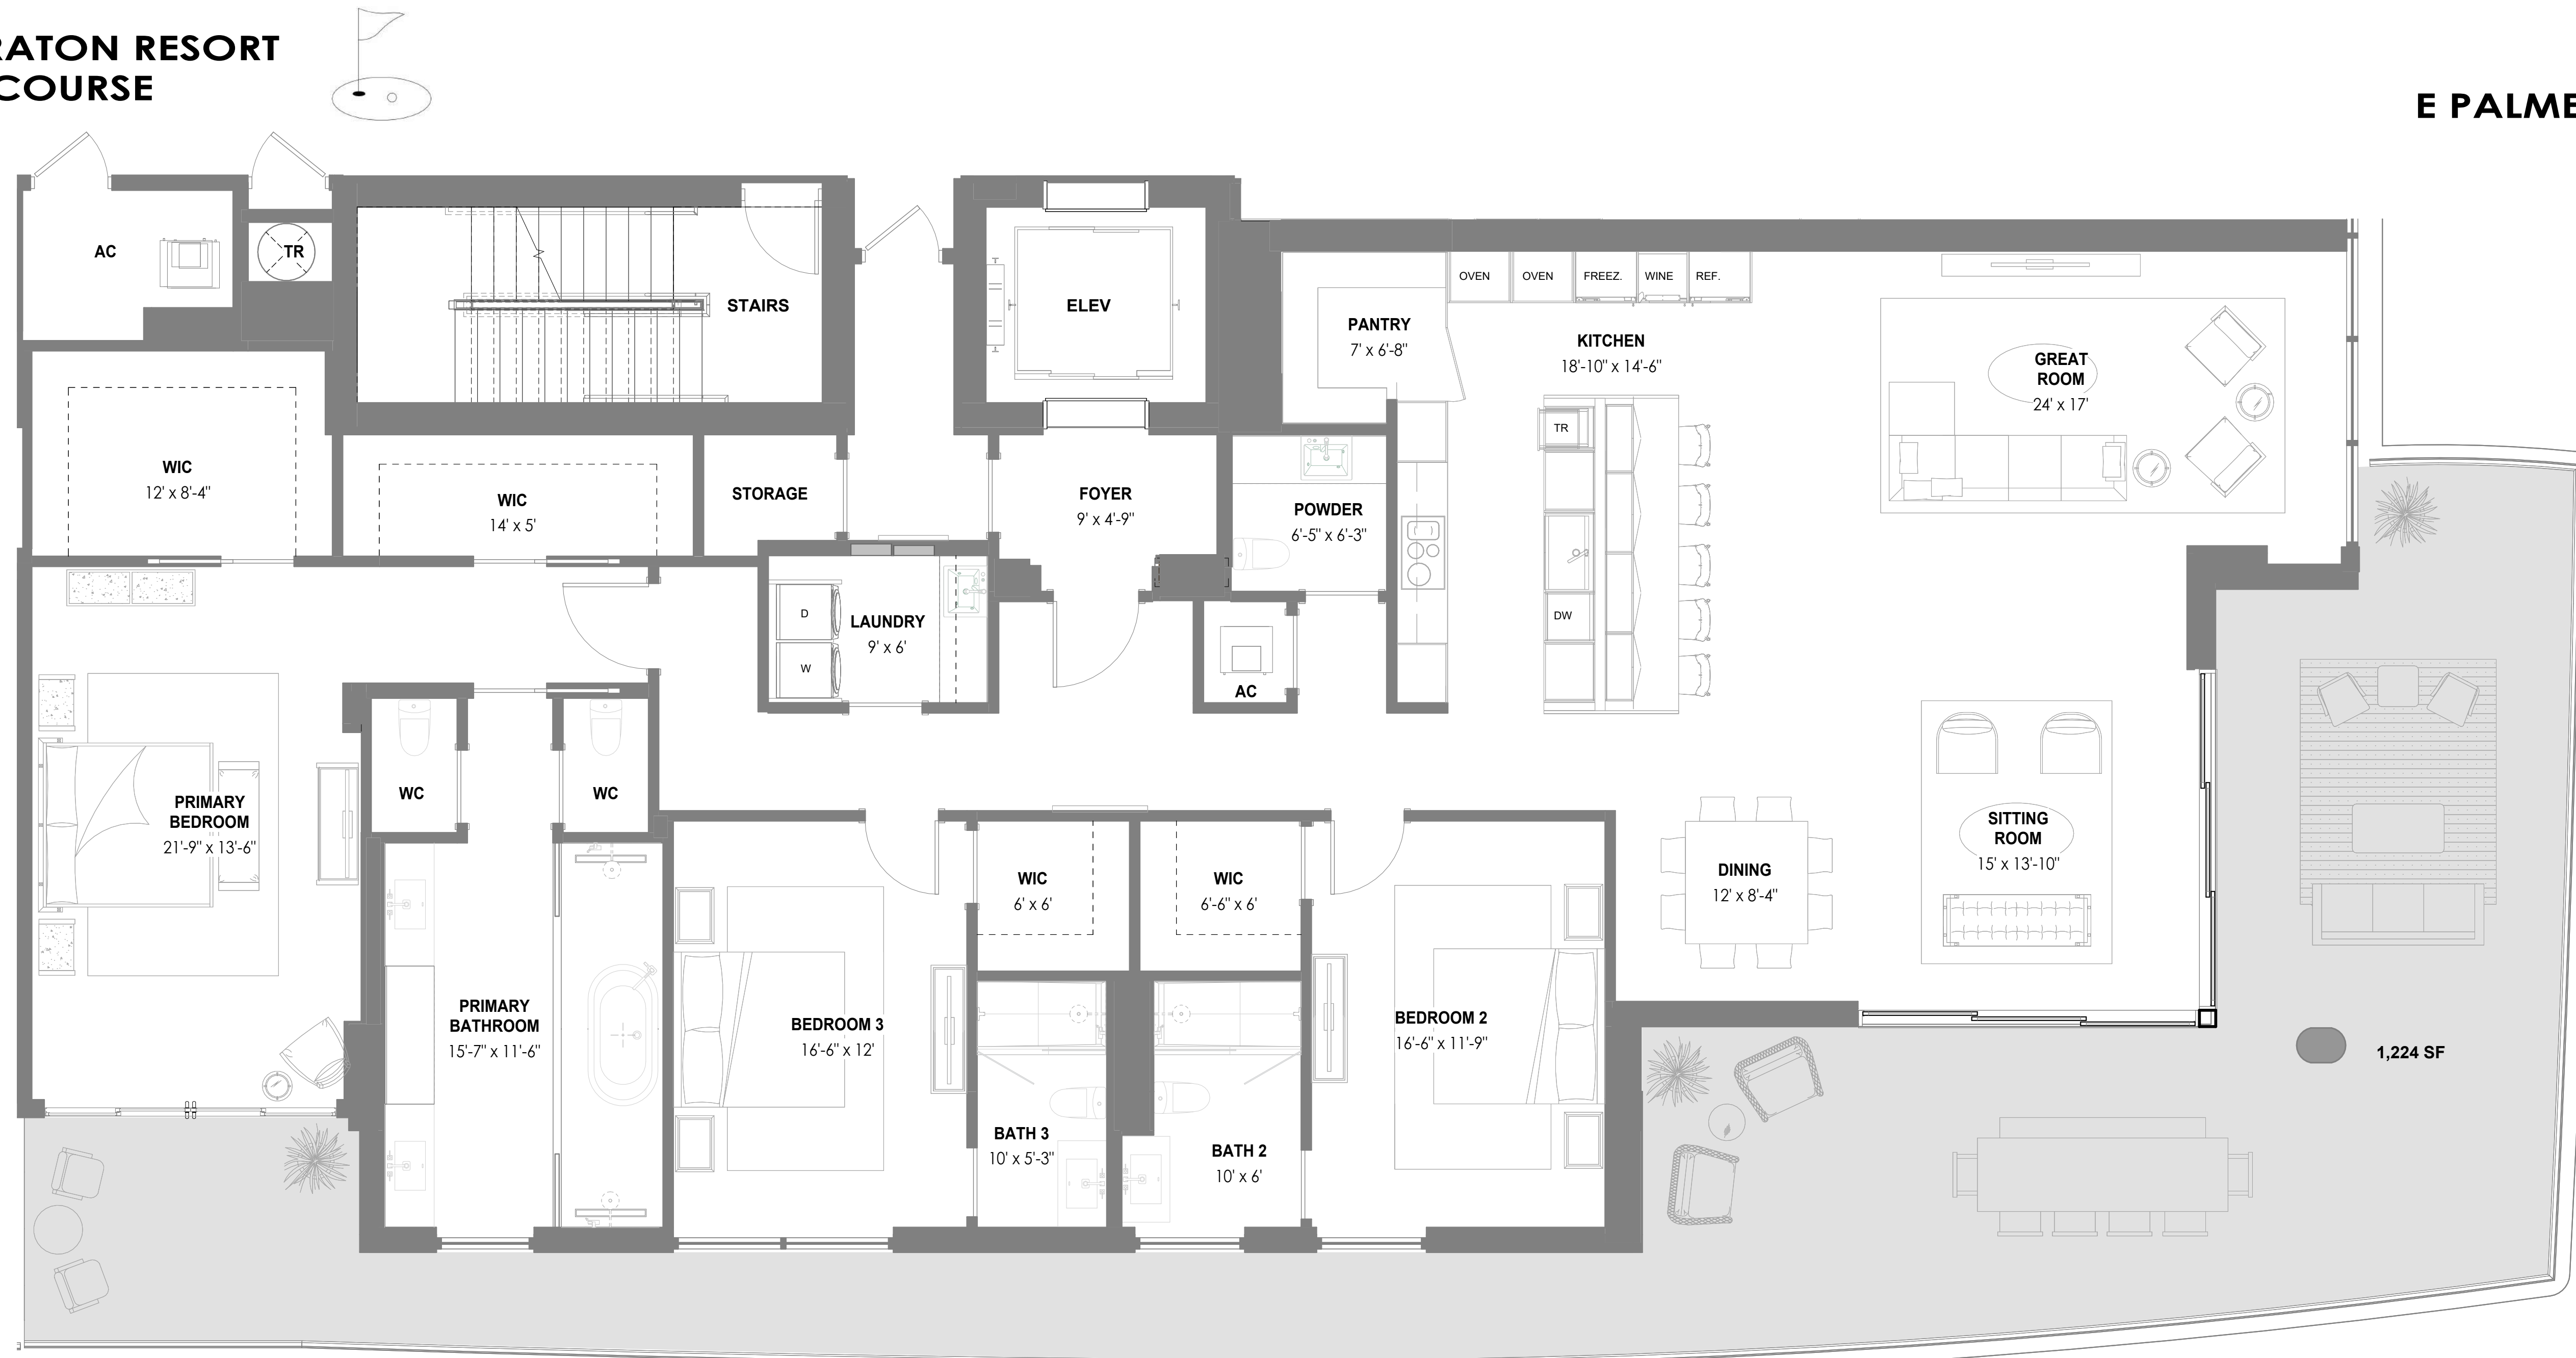 RATON RESORT
COURSE
E PALME
AC
TR
STAIRS
ELEV
PANTRY
7' x 6'-8"
OVEN
OVEN
FREEZ.
WINE
REF.
KITCHEN
18'-10" x 14'-6"
GREAT
ROOM
24' x 17'
WIC
12' x 8'-4"
WIC
14' x 5'
STORAGE
FOYER
9' x 4'-9"
POWDER
6'-5" x 6'-3"
TR
DW
D
W
LAUNDRY
9' x 6'
AC
WC
WC
PRIMARY
BEDROOM
21'-9" x 13'-6"
PRIMARY
BATHROOM
15'-7" x 11'-6"
BEDROOM 3
16'-6" x 12'
WIC
6' x 6'
WIC
6'-6" x 6'
BATH 3
10' x 5'-3"
BATH 2
10' x 6'
BEDROOM 2
16'-6" x 11'-9"
DINING
12' x 8'-4"
SITTING
ROOM
15' x 13'-10"
1,224 SF